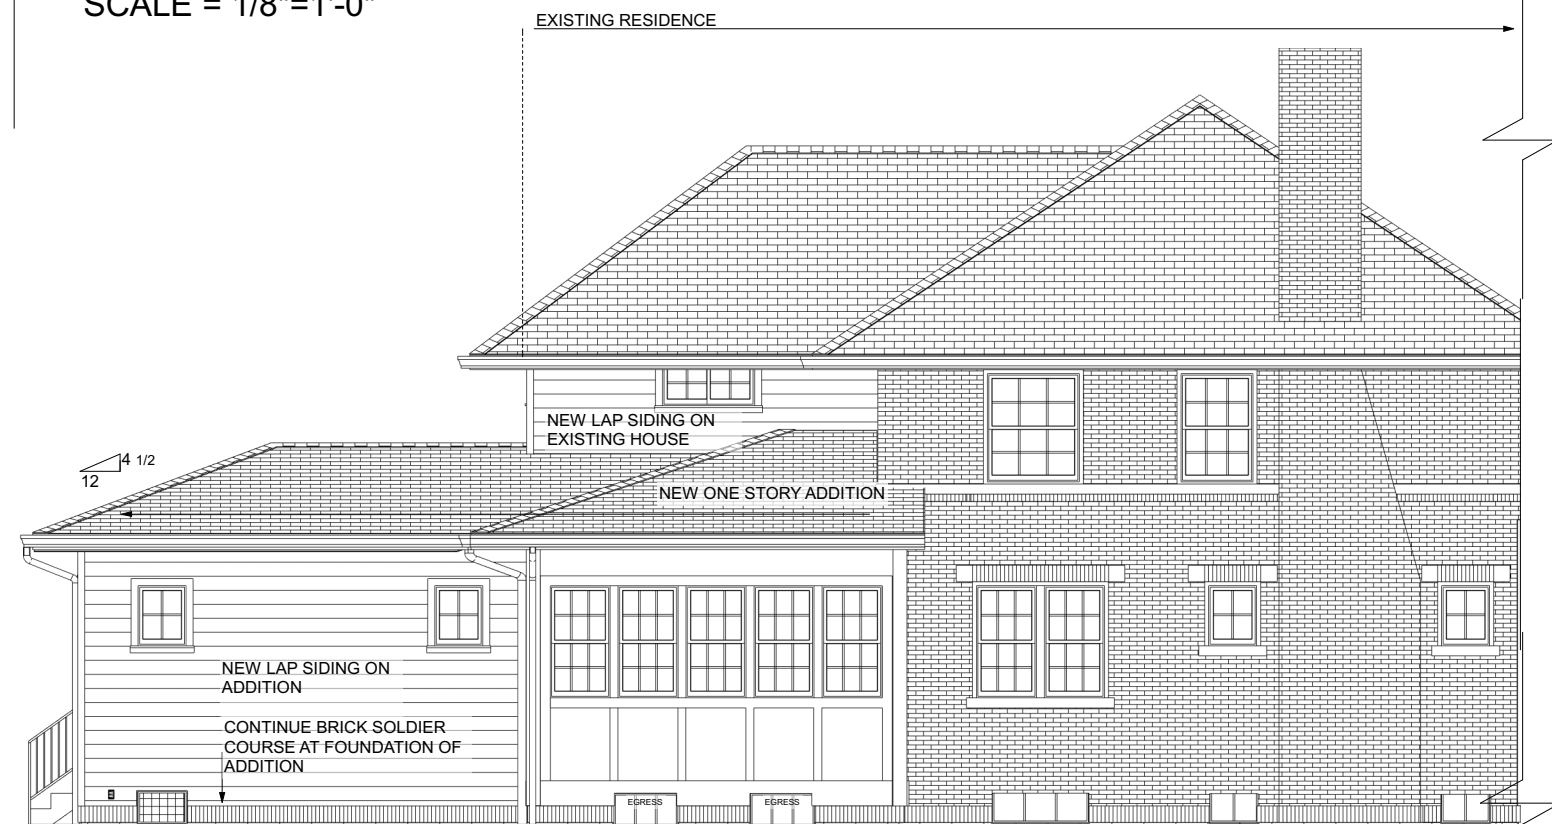 SCALE = 1/8"=1'-0"
EXISTING RESIDENCE
NEW LAP SIDING ON
EXISTING HOUSE
4 1/2
12
NEW ONE STORY ADDITION
NEW LAP SIDING ON
ADDITION
CONTINUE BRICK SOLDIER
COURSE AT FOUNDATION OF
ADDITION
EGRESS
EGRESS